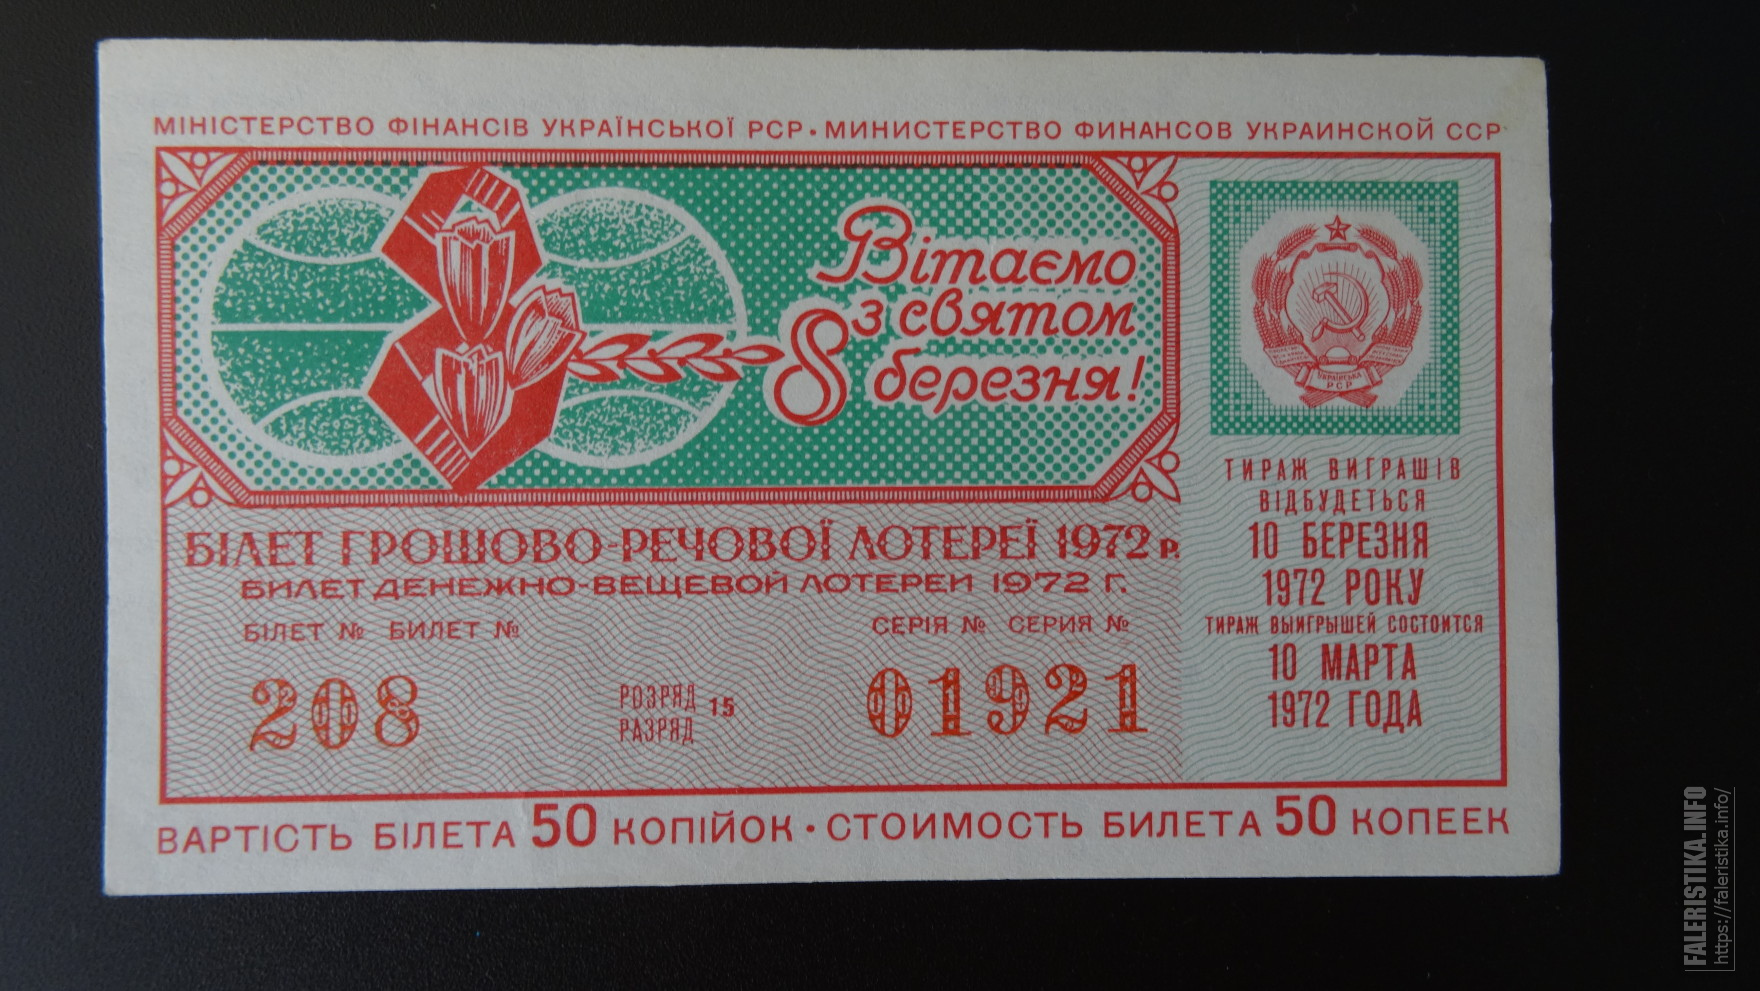 МІНІСТЕРСТВО ФІНАНСІВ УКРАЇНСЬКОЇ РСР • МИНИСТЕРСТВО ФИНАНСОВ УКРАИНСКОЙ ССР
Вітаємо
з святом
8 березня!
УКРАЇНСЬКА
РСР
ТИРАЖ ВИГРАШІВ
ВІДБУДЕТЬСЯ
10 БЕРЕЗНЯ
1972 РОКУ
ТИРАЖ ВЫИГРЫШЕЙ СОСТОИТСЯ
10 МАРТА
1972 ГОДА
БІЛЕТ ГРОШОВО-РЕЧОВОЇ ЛОТЕРЕЇ 1972 р.
БИЛЕТ ДЕНЕЖНО-ВЕЩЕВОЙ ЛОТЕРЕИ 1972 Г.
БІЛЕТ № БИЛЕТ №
СЕРІЯ № СЕРИЯ №
208
РОЗРЯД 15
РАЗРЯД
01921
ВАРТІСТЬ БІЛЕТА 50 КОПІЙОК • СТОИМОСТЬ БИЛЕТА 50 КОПЕЕК
FALERISTIKA.INFO
https://faleristika.info/